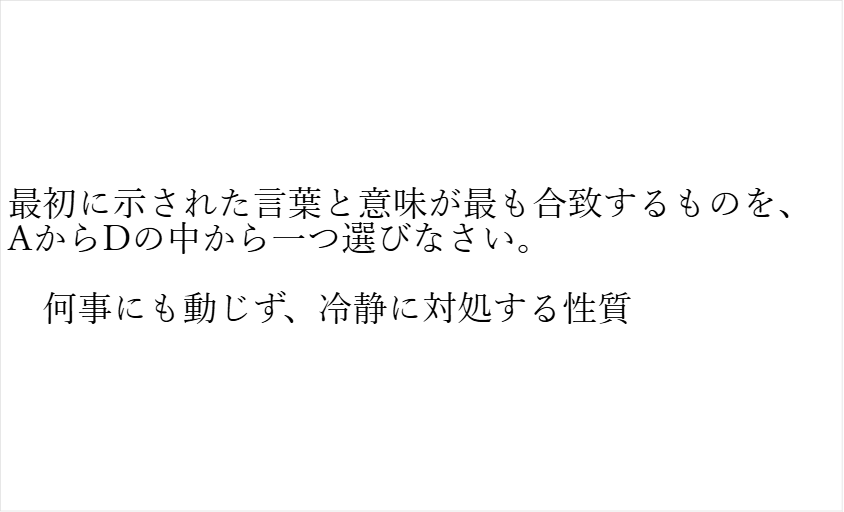 最初に示された言葉と意味が最も合致するものを、
AからDの中から一つ選びなさい。
何事にも動じず、冷静に対処する性質